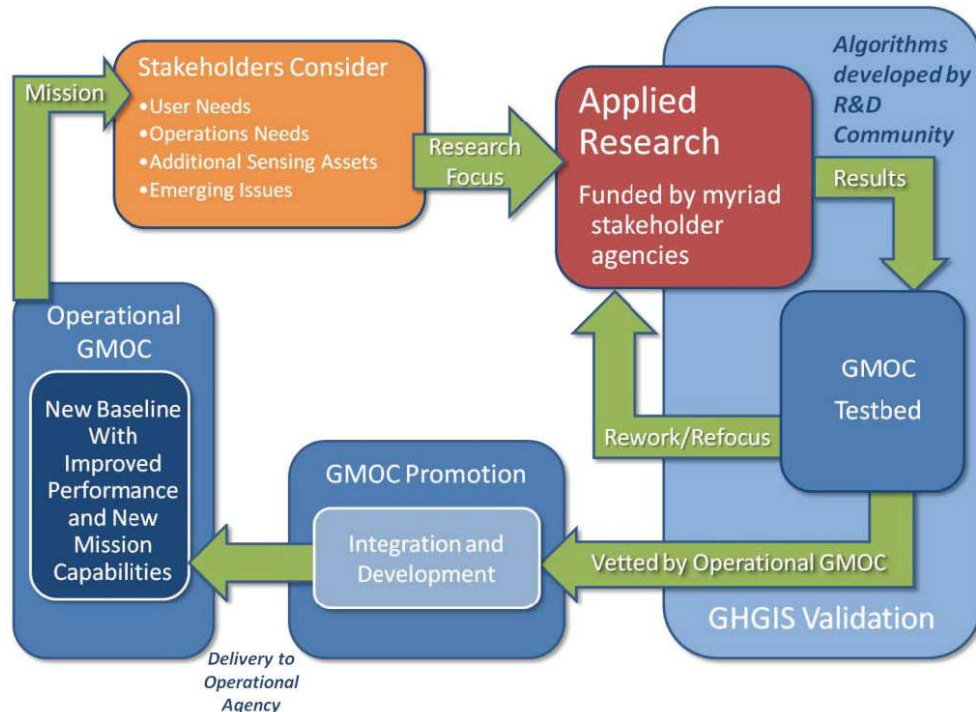 Mission
Stakeholders Consider
•User Needs
•Operations Needs
•Additional Sensing Assets
•Emerging Issues
Research
Focus
Applied
Research
Funded by myriad
stakeholder
agencies
Algorithms
developed by
R&D
Community
Results
GMOC
Testbed
Rework/Refocus
Vetted by Operational GMOC
GHGIS Validation
GMOC Promotion
Integration and
Development
Delivery to
Operational
Agency
Operational
GMOC
New Baseline
With
Improved
Performance
and New
Mission
Capabilities